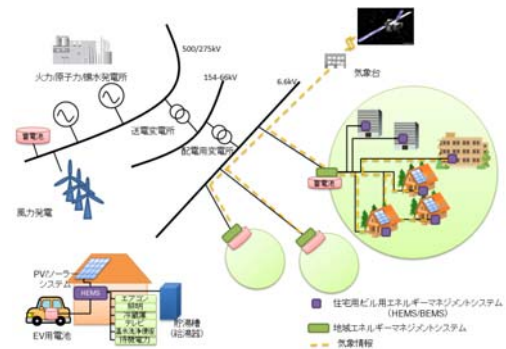 500/275kV
154-66kV
6.6kV
気象台
火力/原子力/揚水発電所
送電変電所
配電用変電所
蓄電池
風力発電
蓄電池
PV/ソーラー
システム
HEMS
エアコン
照明
冷蔵庫
テレビ
温水洗浄便座
待機電力
貯湯槽
(給湯器)
EV用電池
住宅用ビル用エネルギーマネジメントシステム
(HEMS/BEMS)
地域エネルギーマネジメントシステム
気象情報